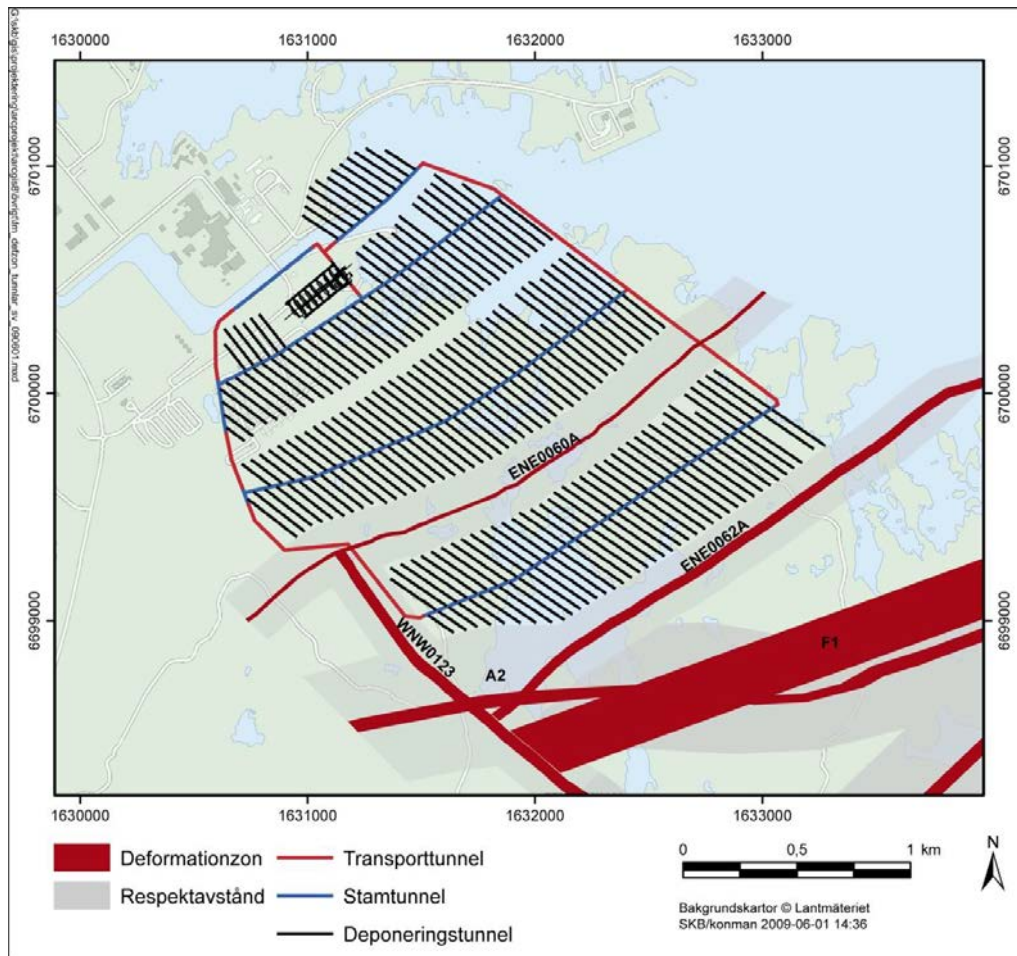 1630000 1631000 1632000 1633000
6701000 6701000
6700000 6700000
6699000 6699000
ENE0060A
ENE0062A
WNW0123
A2
F1
1630000 1631000 1632000 1633000
Deformationzon
Respektavstånd
Transporttunnel
Stamtunnel
Deponeringstunnel
0 0,5 1 km
N
Bakgrundskartor © Lantmäteriet
SKB/konman 2009-06-01 14:36